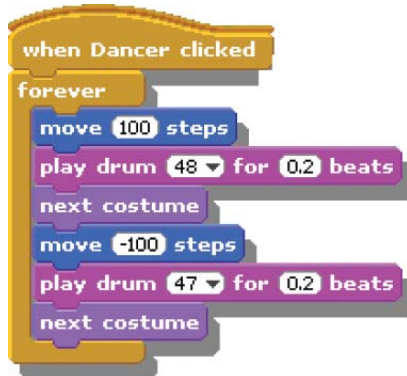 when Dancer clicked
forever
move 100 steps
play drum 48 for 0.2 beats
next costume
move -100 steps
play drum 47 for 0.2 beats
next costume